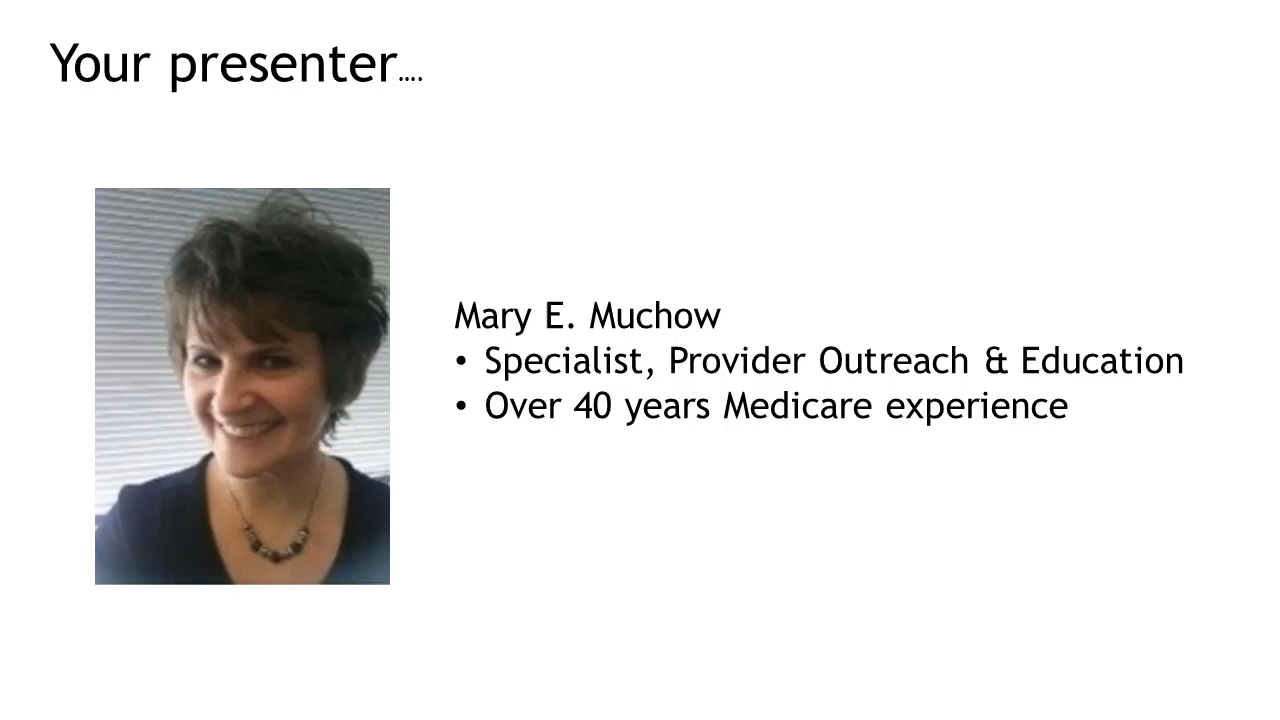 Your presenter....
Mary E. Muchow
• Specialist, Provider Outreach & Education
• Over 40 years Medicare experience